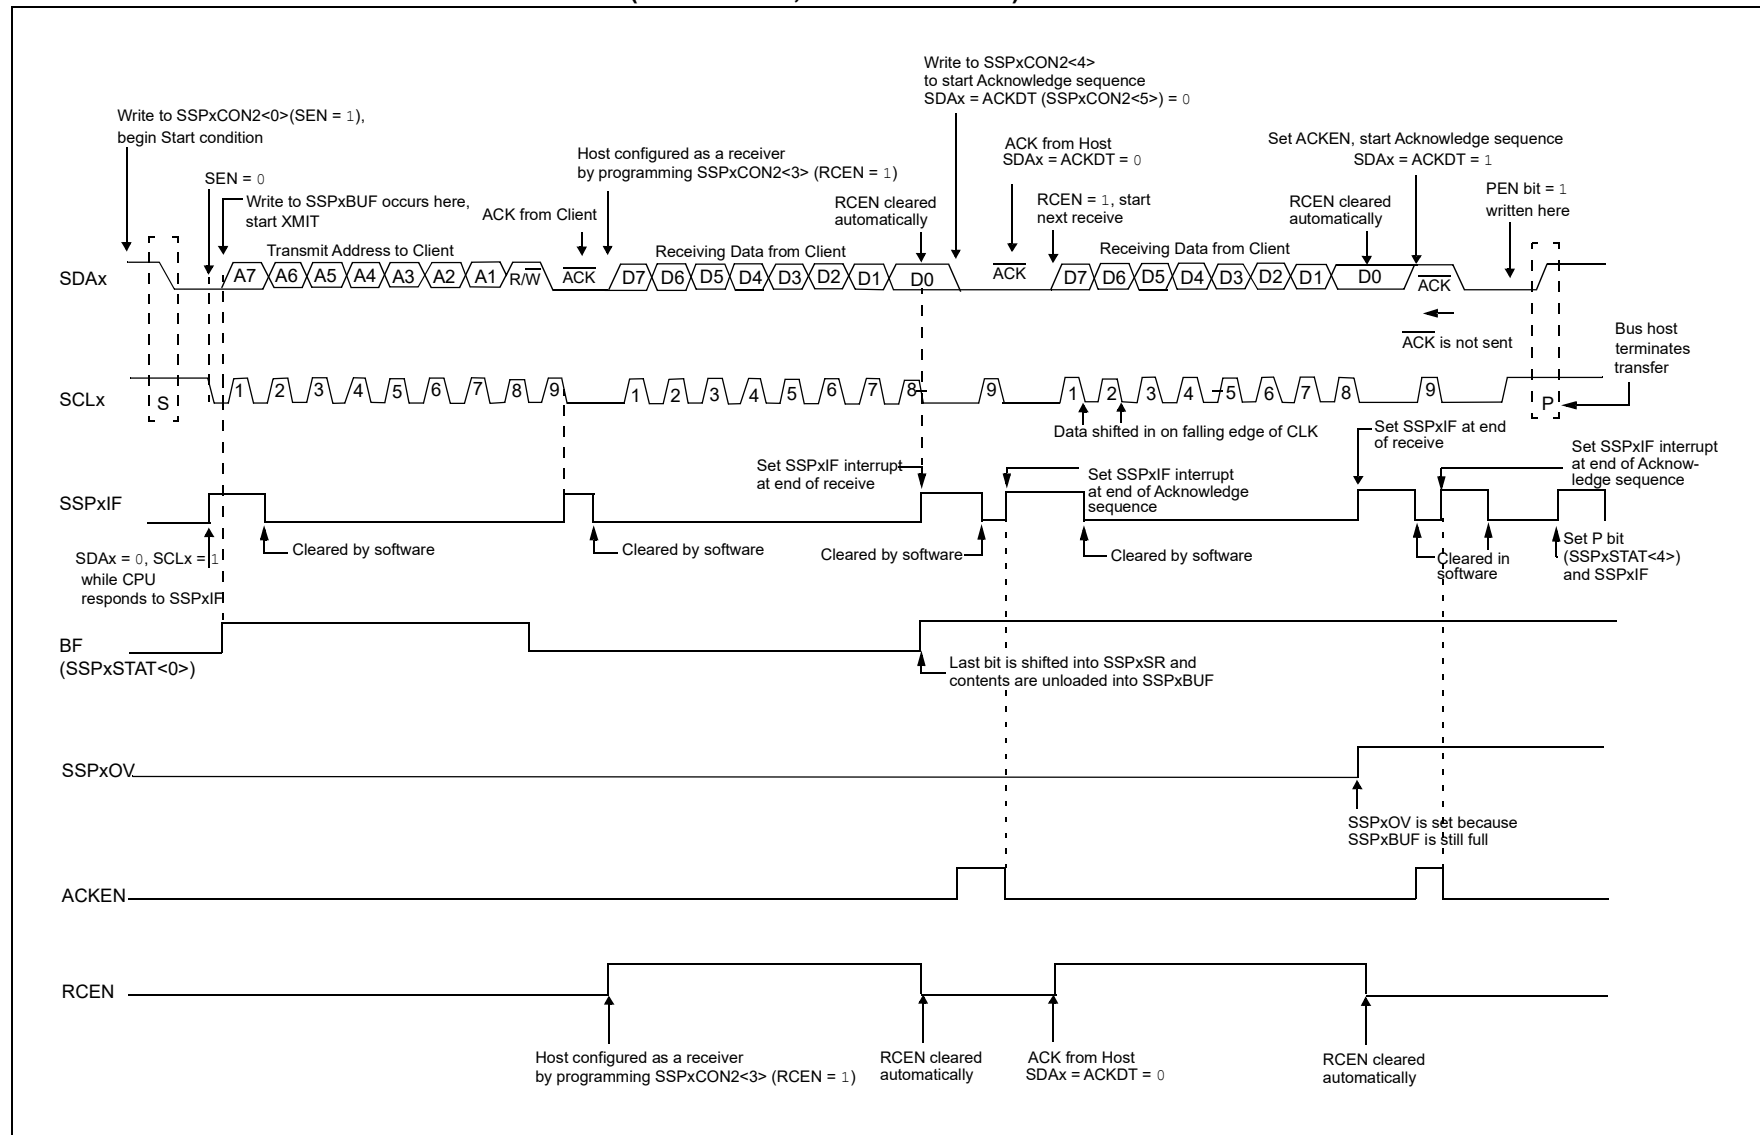 Write to SSPxCON2<4>
to start Acknowledge sequence
SDAx = ACKDT (SSPxCON2<5>) = 0
Write to SSPxCON2<0>(SEN = 1),
begin Start condition
ACK from Host
SDAx = ACKDT = 0
Set ACKEN, start Acknowledge sequence
SDAx = ACKDT = 1
Host configured as a receiver
by programming SSPxCON2<3> (RCEN = 1)
SEN = 0
PEN bit = 1
written here
Write to SSPxBUF occurs here,
start XMIT
ACK from Client
RCEN cleared
automatically
RCEN = 1, start
next receive
RCEN cleared
automatically
Transmit Address to Client
Receiving Data from Client
Receiving Data from Client
SDAx
A7 A6 A5 A4 A3 A2 A1 R/W ACK D7 D6 D5 D4 D3 D2 D1 D0 ACK D7 D6 D5 D4 D3 D2 D1 D0 ACK
ACK is not sent
Bus host
terminates
transfer
SCLx
S 1 2 3 4 5 6 7 8 9 1 2 3 4 5 6 7 8 9 1 2 3 4 5 6 7 8 9 P
Data shifted in on falling edge of CLK
Set SSPxIF at end
of receive
Set SSPxIF interrupt
at end of receive
Set SSPxIF interrupt
at end of Acknowledge
sequence
Set SSPxIF interrupt
at end of Acknow-
ledge sequence
SSPxIF
SDAx = 0, SCLx = 1
while CPU
responds to SSPxIF
Cleared by software
Cleared by software
Cleared by software
Cleared by software
Cleared in
software
Set P bit
(SSPxSTAT<4>)
and SSPxIF
BF
(SSPxSTAT<0>)
Last bit is shifted into SSPxSR and
contents are unloaded into SSPxBUF
SSPxOV
SSPxOV is set because
SSPxBUF is still full
ACKEN
RCEN
Host configured as a receiver
by programming SSPxCON2<3> (RCEN = 1)
RCEN cleared
automatically
ACK from Host
SDAx = ACKDT = 0
RCEN cleared
automatically